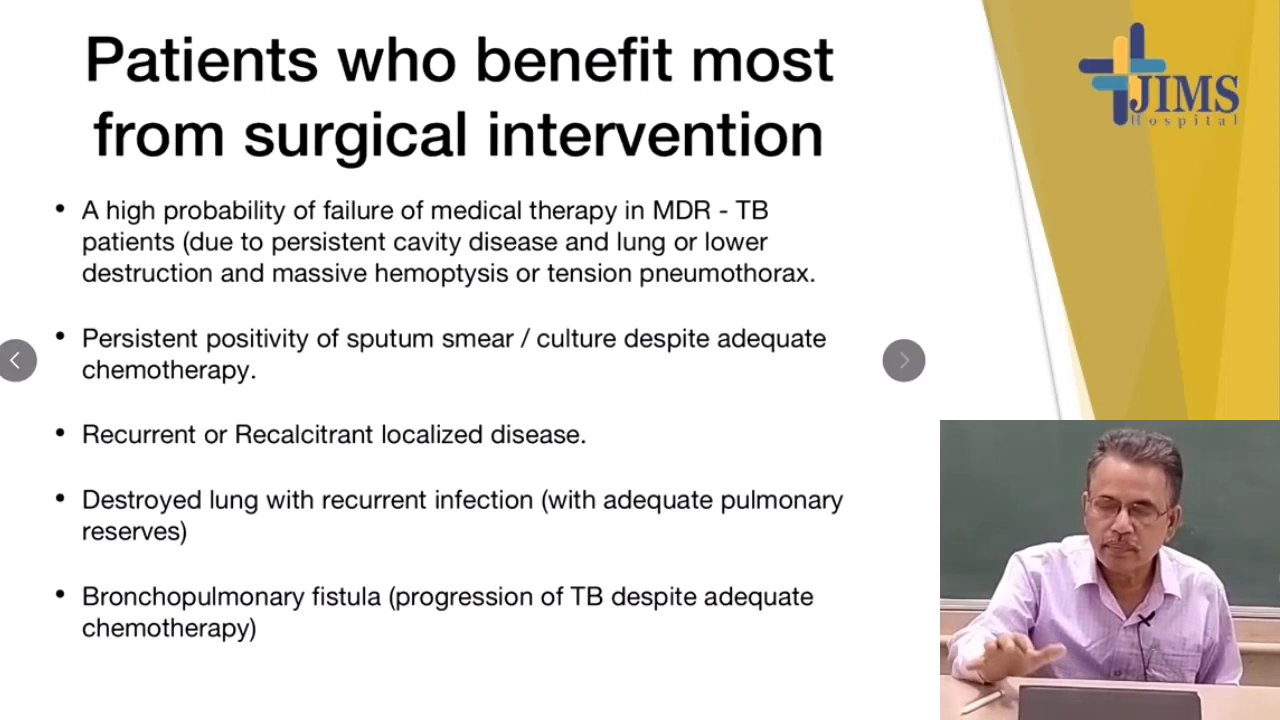 Patients who benefit most
from surgical intervention
JIMS
Hospital
• A high probability of failure of medical therapy in MDR - TB
patients (due to persistent cavity disease and lung or lower
destruction and massive hemoptysis or tension pneumothorax.
• Persistent positivity of sputum smear / culture despite adequate
chemotherapy.
• Recurrent or Recalcitrant localized disease.
• Destroyed lung with recurrent infection (with adequate pulmonary
reserves)
• Bronchopulmonary fistula (progression of TB despite adequate
chemotherapy)